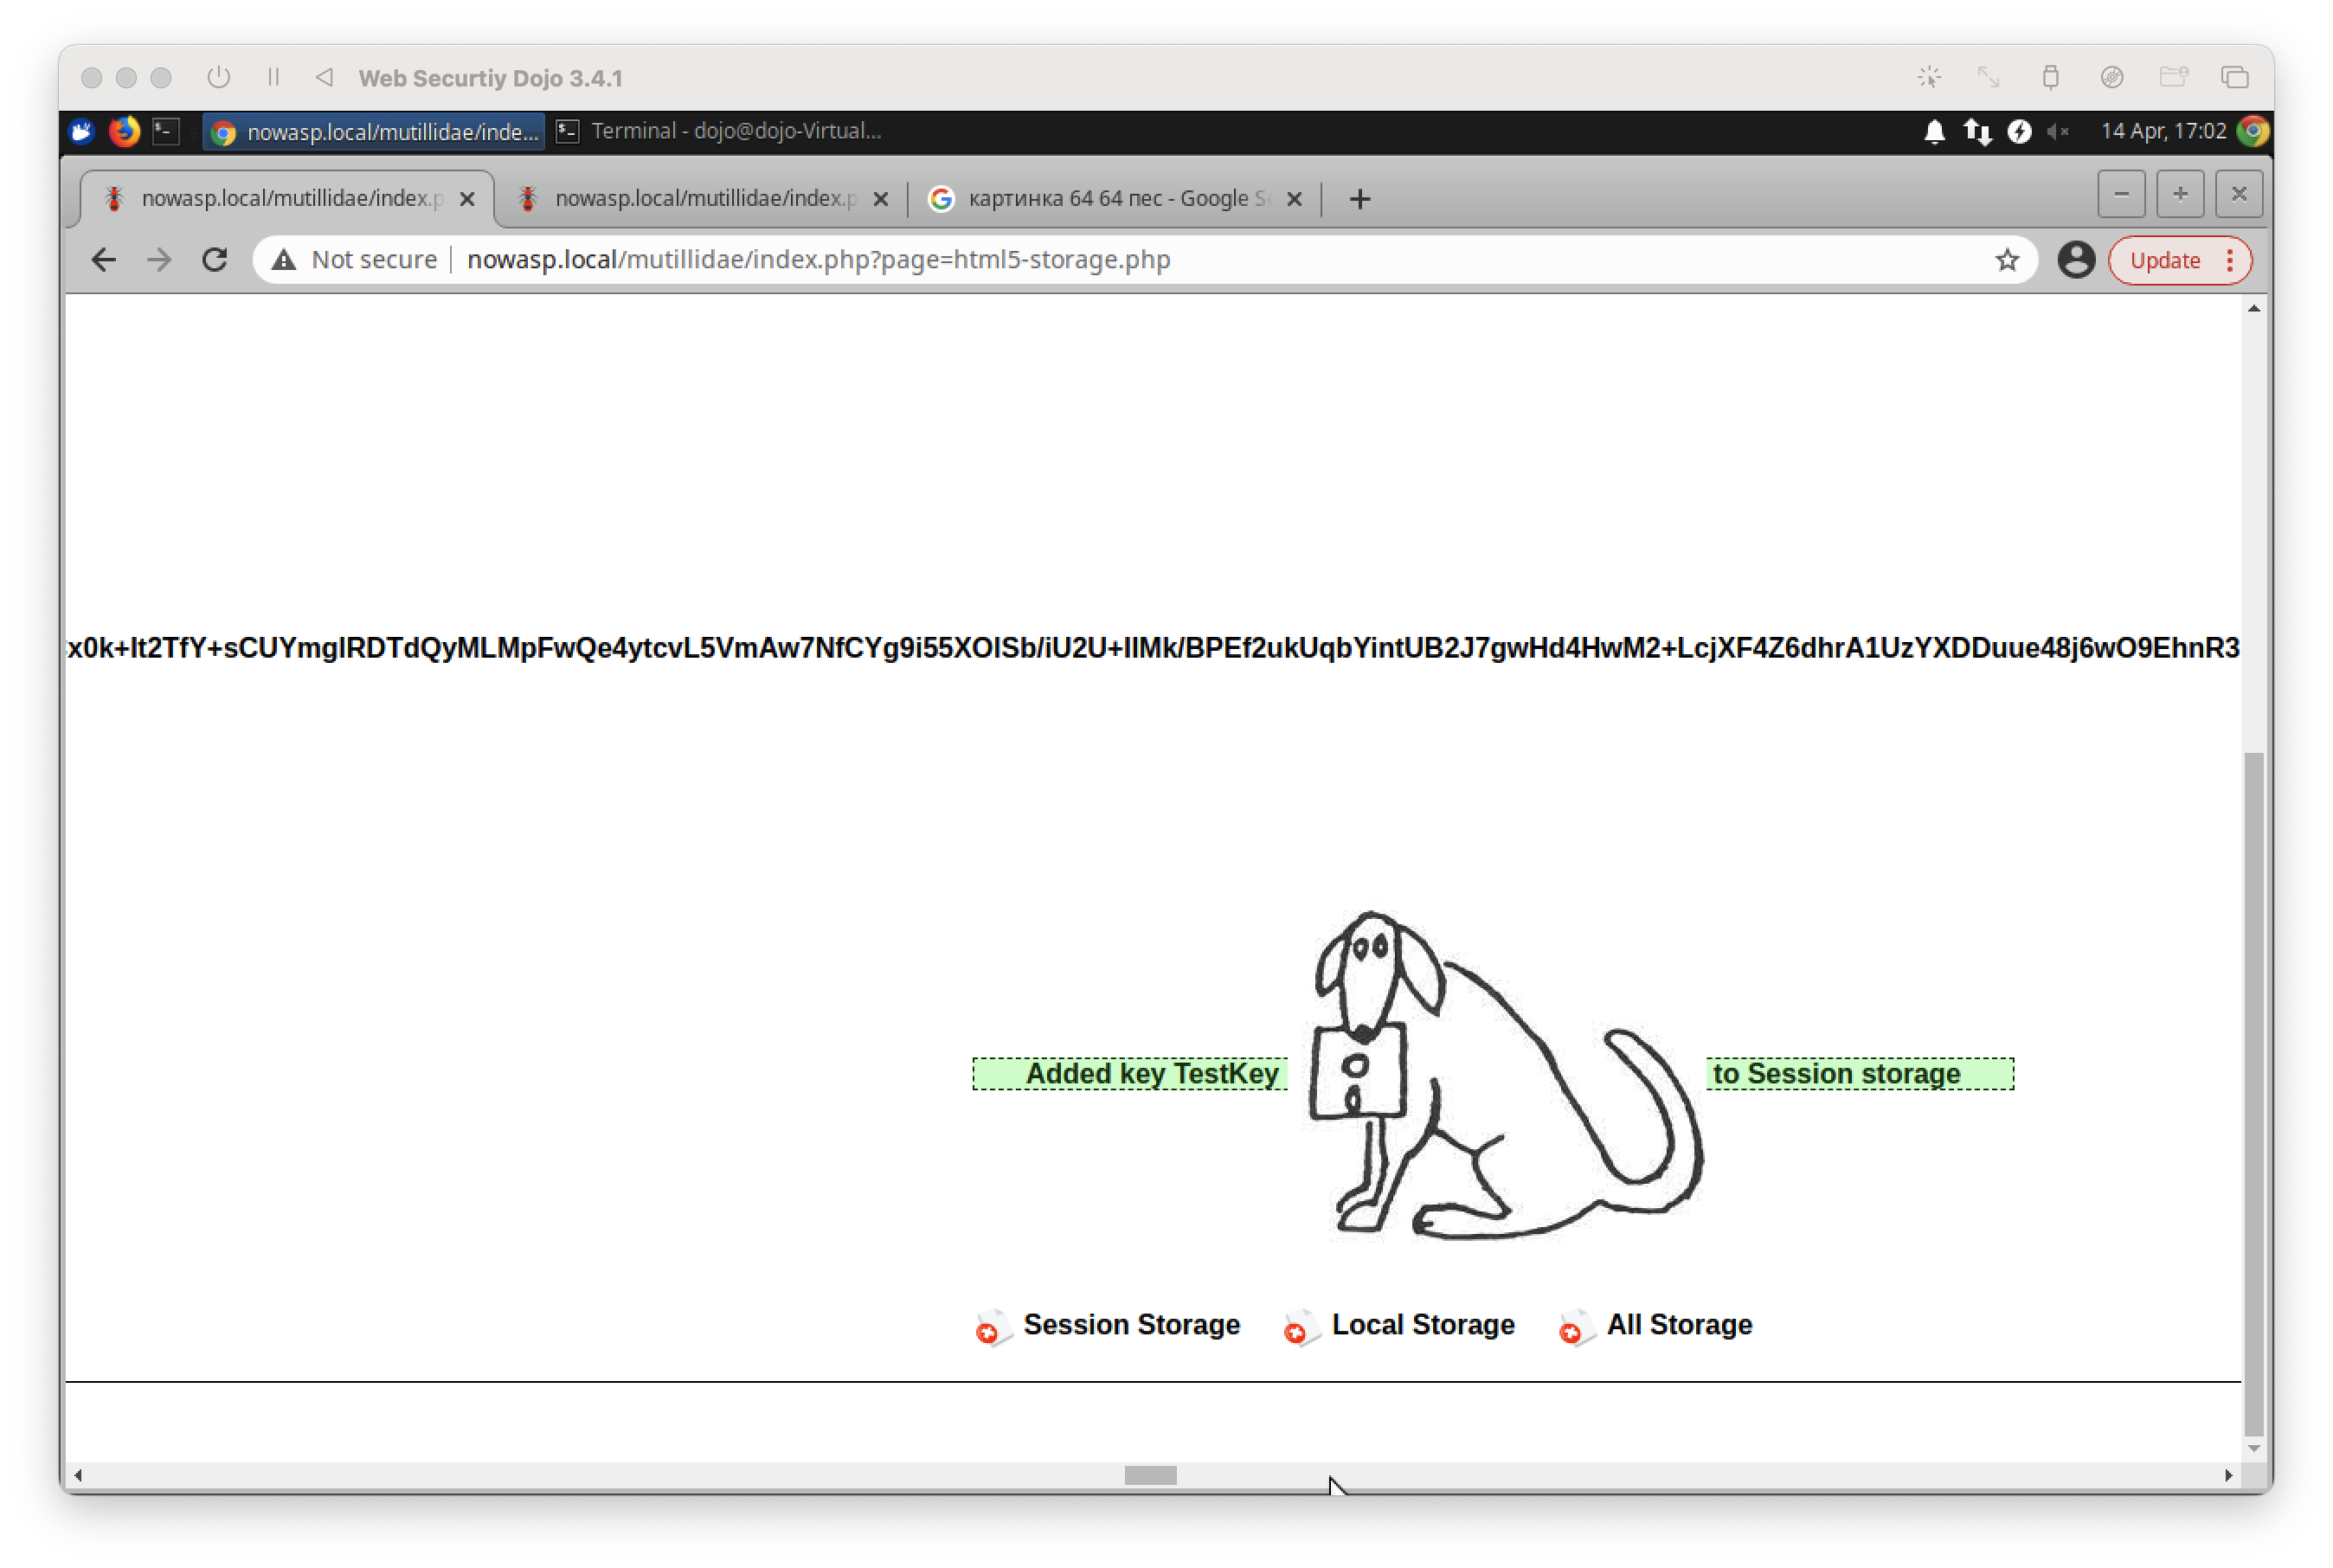 Web Securtiy Dojo 3.4.1
nowasp.local/mutillidae/inde...
Terminal - dojo@dojo-Virtual...
14 Apr, 17:02
nowasp.local/mutillidae/index.p
nowasp.local/mutillidae/index.p
картинка 64 64 пес - Google Se
Not secure
nowasp.local/mutillidae/index.php?page=html5-storage.php
Update
x0k+It2TfY+sCUYmgIRDTdQyMLMpFwQe4ytcvL5VmAw7NfCYg9i55XOISb/iU2U+IIMk/BPEf2ukUqbYintUB2J7gwHd4HwM2+LcjXF4Z6dhrA1UzYXDDuue48j6wO9EhnR3
Added key TestKey to Session storage
Session Storage
Local Storage
All Storage